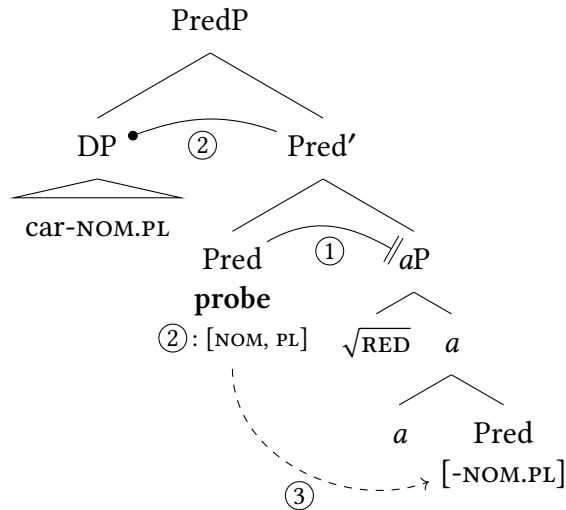 PredP
DP ② Pred′
car-NOM.PL
Pred ① aP
probe
②: [NOM, PL] √RED a
a Pred
[-NOM.PL]
③